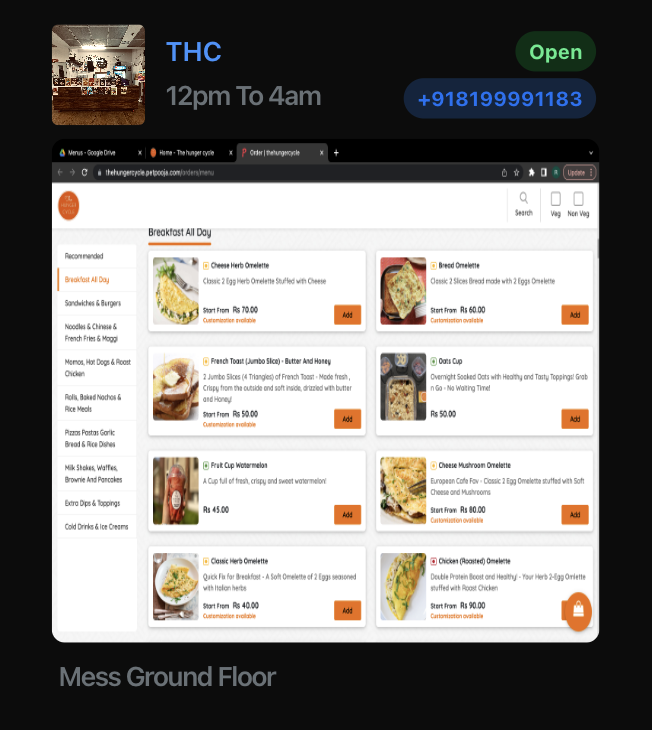 THC
Open
12pm To 4am
+918199991183
Menus - Google Drive
Home - The hunger cycle
Order | thehungercycle
thehungercycle.petpooja.com/orders/menu
Update
Search
Veg
Non Veg
Breakfast All Day
Recommended
Breakfast All Day
Sandwiches & Burgers
Noodles & Chinese &
French Fries & Maggi
Momos, Hot Dogs & Roast
Chicken
Rolls, Baked Nachos &
Rice Meals
Pizzas Pastas Garlic
Bread & Rice Dishes
Milk Shakes, Waffles,
Brownie And Pancakes
Extra Dips & Toppings
Cold Drinks & Ice Creams
Cheese Herb Omelette
Classic 2 Egg Herb Omelette Stuffed with Cheese
Start From Rs 70.00
Customization available
Add
Bread Omelette
Classic 2 Slices Bread made with 2 Eggs Omelette
Start From Rs 60.00
Customization available
Add
French Toast (Jumbo Slice) - Butter And Honey
2 Jumbo Slices (4 Triangles) of French Toast - Made fresh ,
Crispy from the outside and soft inside, drizzled with butter
and Honey!
Start From Rs 50.00
Customization available
Add
Oats Cup
Overnight Soaked Oats with Healthy and Tasty Toppings! Grab
n Go - No Waiting Time!
Rs 50.00
Add
Fruit Cup Watermelon
A Cup full of fresh, crispy and sweet watermelon!
Rs 45.00
Add
Cheese Mushroom Omelette
European Cafe Fav - Classic 2 Egg Omelette stuffed with Soft
Cheese and Mushrooms
Start From Rs 80.00
Customization available
Add
Classic Herb Omelette
Quick Fix for Breakfast - A Soft Omelette of 2 Eggs seasoned
with Italian herbs
Start From Rs 40.00
Customization available
Add
Chicken (Roasted) Omelette
Double Protein Boost and Healthy! - Your Herb 2-Egg Omlette
stuffed with Roast Chicken
Start From Rs 90.00
Customization available
Mess Ground Floor